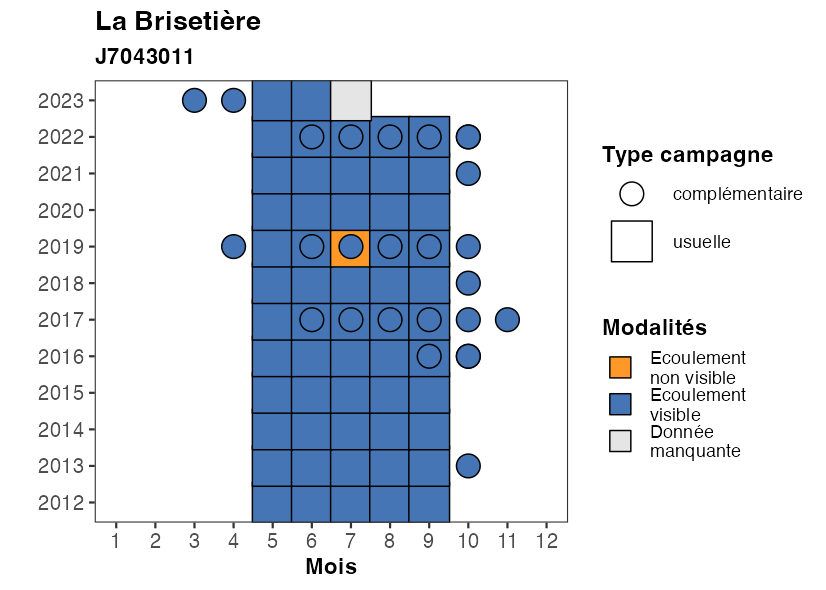 La Brisetière
J7043011
2023
2022
2021
2020
2019
2018
2017
2016
2015
2014
2013
2012
1 2 3 4 5 6 7 8 9 10 11 12
Mois
Type campagne
complémentaire
usuelle
Modalités
Ecoulement
non visible
Ecoulement
visible
Donnée
manquante